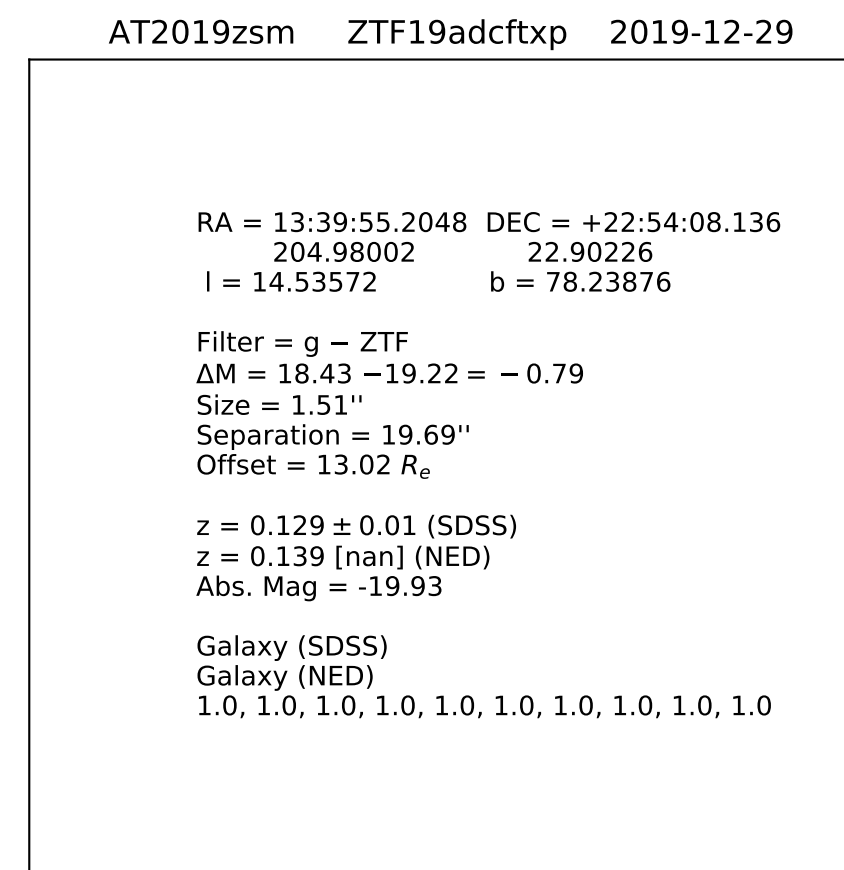 AT2019zsm ZTF19adcftxp 2019-12-29
RA = 13:39:55.2048 DEC = +22:54:08.136
204.98002 22.90226
l = 14.53572 b = 78.23876
Filter = g − ZTF
ΔM = 18.43 −19.22 = − 0.79
Size = 1.51''
Separation = 19.69''
Offset = 13.02 Rₑ
z = 0.129 ± 0.01 (SDSS)
z = 0.139 [nan] (NED)
Abs. Mag = -19.93
Galaxy (SDSS)
Galaxy (NED)
1.0, 1.0, 1.0, 1.0, 1.0, 1.0, 1.0, 1.0, 1.0, 1.0